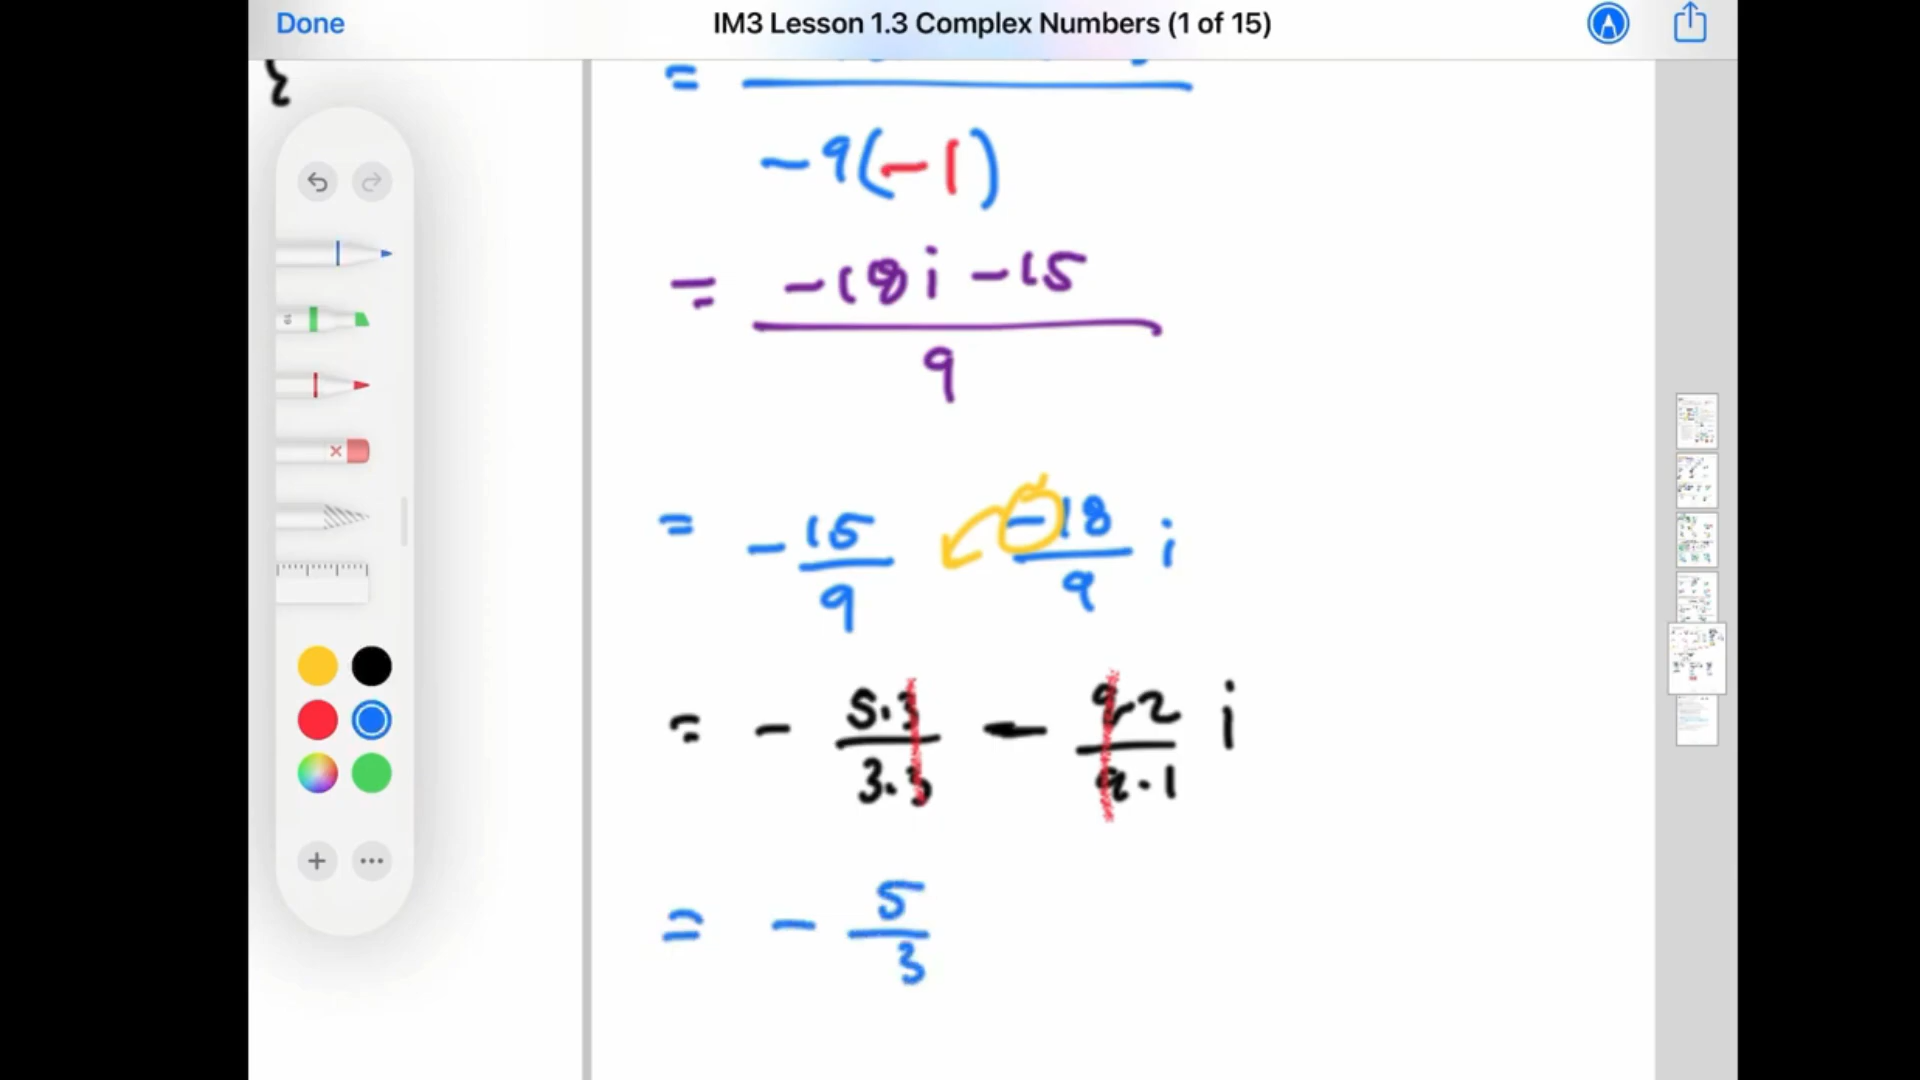 Done
IM3 Lesson 1.3 Complex Numbers (1 of 15)
=
-9(-1)
= -18i -15
9
= -15/9 -18/9 i
= - 5.3/3.3 - 9.2/9.1 i
= - 5/3